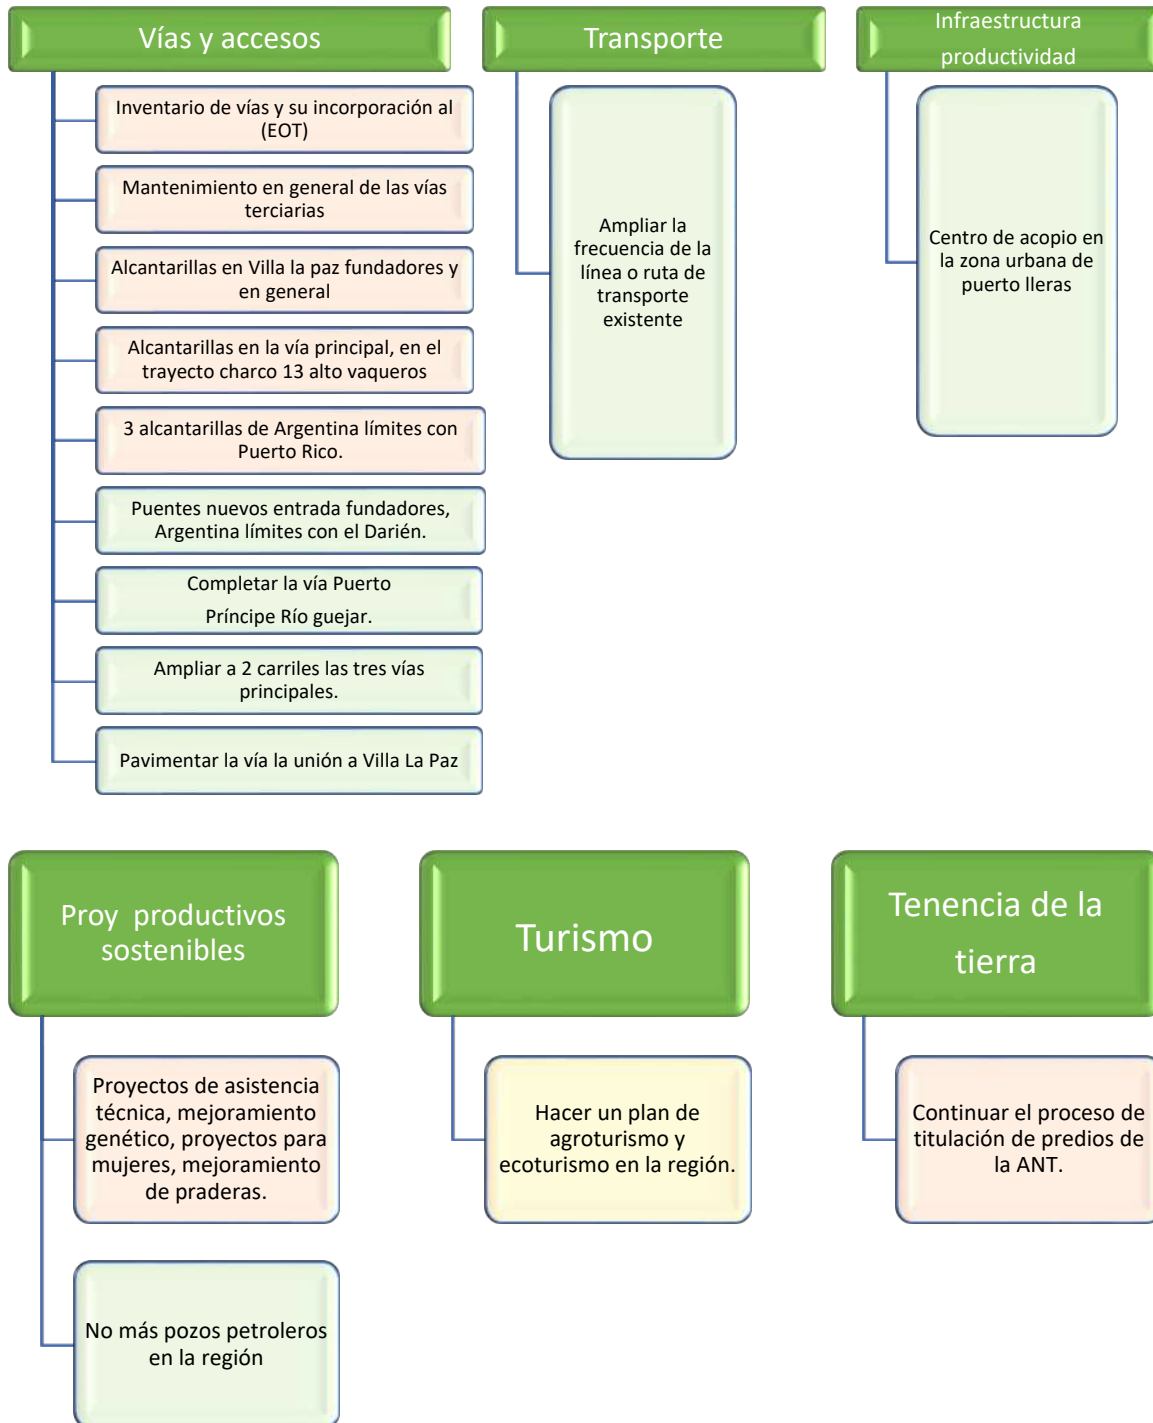 Vías y accesos
Inventario de vías y su incorporación al
(EOT)
Mantenimiento en general de las vías
terciarias
Alcantarillas en Villa la paz fundadores y
en general
Alcantarillas en la vía principal, en el
trayecto charco 13 alto vaqueros
3 alcantarillas de Argentina límites con
Puerto Rico.
Puentes nuevos entrada fundadores,
Argentina límites con el Darién.
Completar la vía Puerto
Príncipe Río guejar.
Ampliar a 2 carriles las tres vías
principales.
Pavimentar la vía la unión a Villa La Paz
Transporte
Ampliar la
frecuencia de la
línea o ruta de
transporte
existente
Infraestructura
productividad
Centro de acopio en
la zona urbana de
puerto lleras
Proy productivos
sostenibles
Proyectos de asistencia
técnica, mejoramiento
genético, proyectos para
mujeres, mejoramiento
de praderas.
No más pozos petroleros
en la región
Turismo
Hacer un plan de
agroturismo y
ecoturismo en la región.
Tenencia de la
tierra
Continuar el proceso de
titulación de predios de
la ANT.